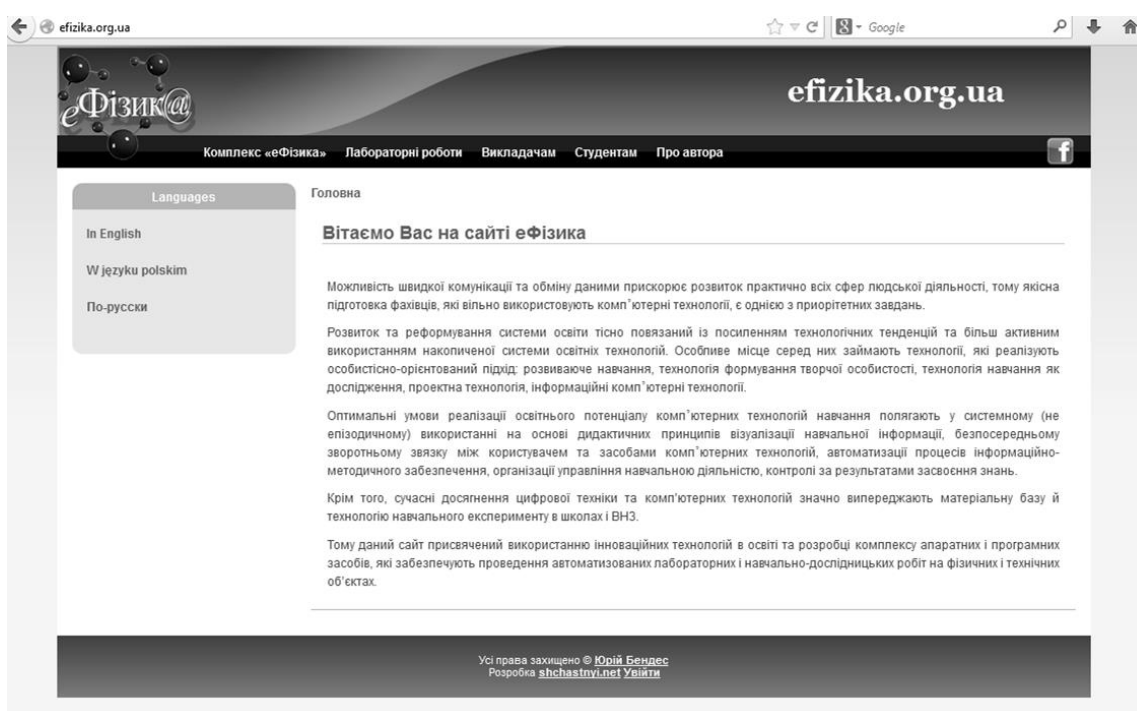 efizika.org.ua
Google
еФізик@
efizika.org.ua
Комплекс «еФізика» Лабораторні роботи Викладачам Студентам Про автора
Languages
In English
W języku polskim
По-русски
Головна
Вітаємо Вас на сайті еФізика
Можливість швидкої комунікації та обміну даними прискорює розвиток практично всіх сфер людської діяльності, тому якісна
підготовка фахівців, які вільно використовують комп᾽ютерні технології, є однією з приорітетних завдань.
Розвиток та реформування системи освіти тісно повязаний із посиленням технологічних тенденцій та більш активним
використанням накопиченої системи освітніх технологій. Особливе місце серед них займають технології, які реалізують
особистісно-орієнтований підхід: розвиваюче навчання, технологія формування творчої особистості, технологія навчання як
дослідження, проектна технологія, інформаційні комп᾽ютерні технології.
Оптимальні умови реалізації освітнього потенціалу комп᾽ютерних технологій навчання полягають у системному (не
епізодичному) використанні на основі дидактичних принципів візуалізації навчальної інформації, безпосередньому
зворотньому звязку між користувачем та засобами комп᾽ютерних технологій, автоматизації процесів інформаційно-
методичного забезпечення, організації управління навчальною діяльністю, контролі за результатами засвоєння знань.
Крім того, сучасні досягнення цифрової техніки та комп'ютерних технологій значно випереджають матеріальну базу й
технологію навчального експерименту в школах і ВНЗ.
Тому даний сайт присвячений використанню інноваційних технологій в освіті та розробці комплексу апаратних і програмних
засобів, які забезпечують проведення автоматизованих лабораторних і навчально-дослідницьких робіт на фізичних і технічних
об'єктах.
Усі права захищено © Юрій Бендес
Розробка shchastnyi.net Увійти